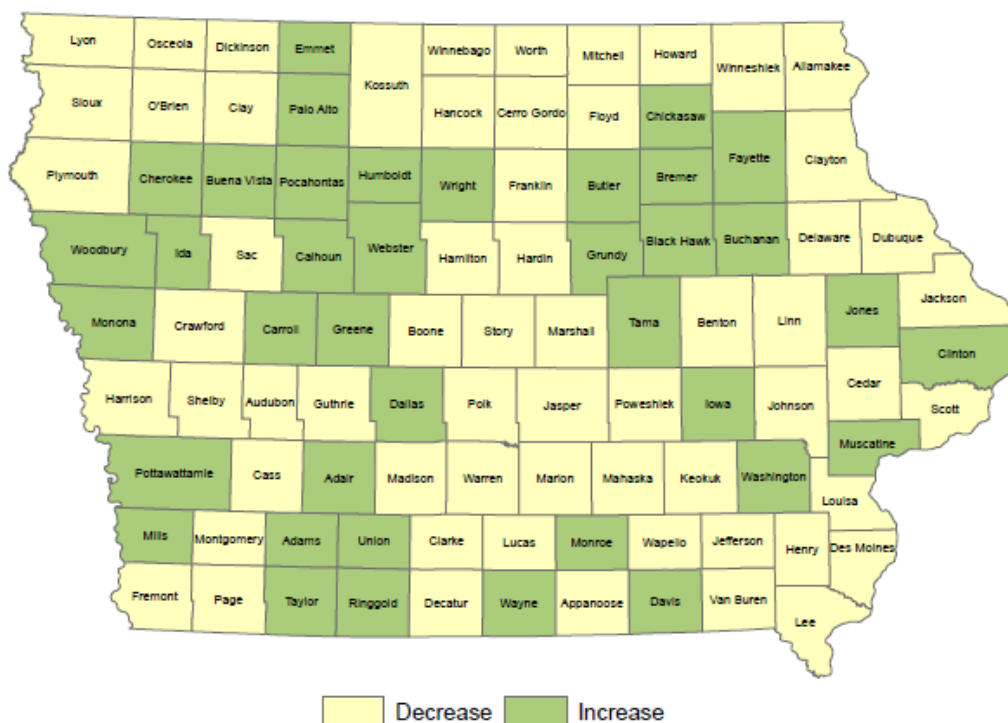 Lyon
Osceola
Dickinson
Emmet
Kossuth
Winnebago
Worth
Mitchell
Howard
Winneshiek
Allamakee
Sioux
O'Brien
Clay
Palo Alto
Hancock
Cerro Gordo
Floyd
Chickasaw
Fayette
Clayton
Plymouth
Cherokee
Buena Vista
Pocahontas
Humboldt
Wright
Franklin
Butler
Bremer
Woodbury
Ida
Sac
Calhoun
Webster
Hamilton
Hardin
Grundy
Black Hawk
Buchanan
Delaware
Dubuque
Monona
Crawford
Carroll
Greene
Boone
Story
Marshall
Tama
Benton
Linn
Jones
Jackson
Clinton
Harrison
Shelby
Audubon
Guthrie
Dallas
Polk
Jasper
Poweshiek
Iowa
Johnson
Cedar
Scott
Muscatine
Pottawattamie
Cass
Adair
Madison
Warren
Marion
Mahaska
Keokuk
Washington
Louisa
Mills
Montgomery
Adams
Union
Clarke
Lucas
Monroe
Wapello
Jefferson
Henry
Des Moines
Fremont
Page
Taylor
Ringgold
Decatur
Wayne
Appanoose
Davis
Van Buren
Lee
Decrease
Increase